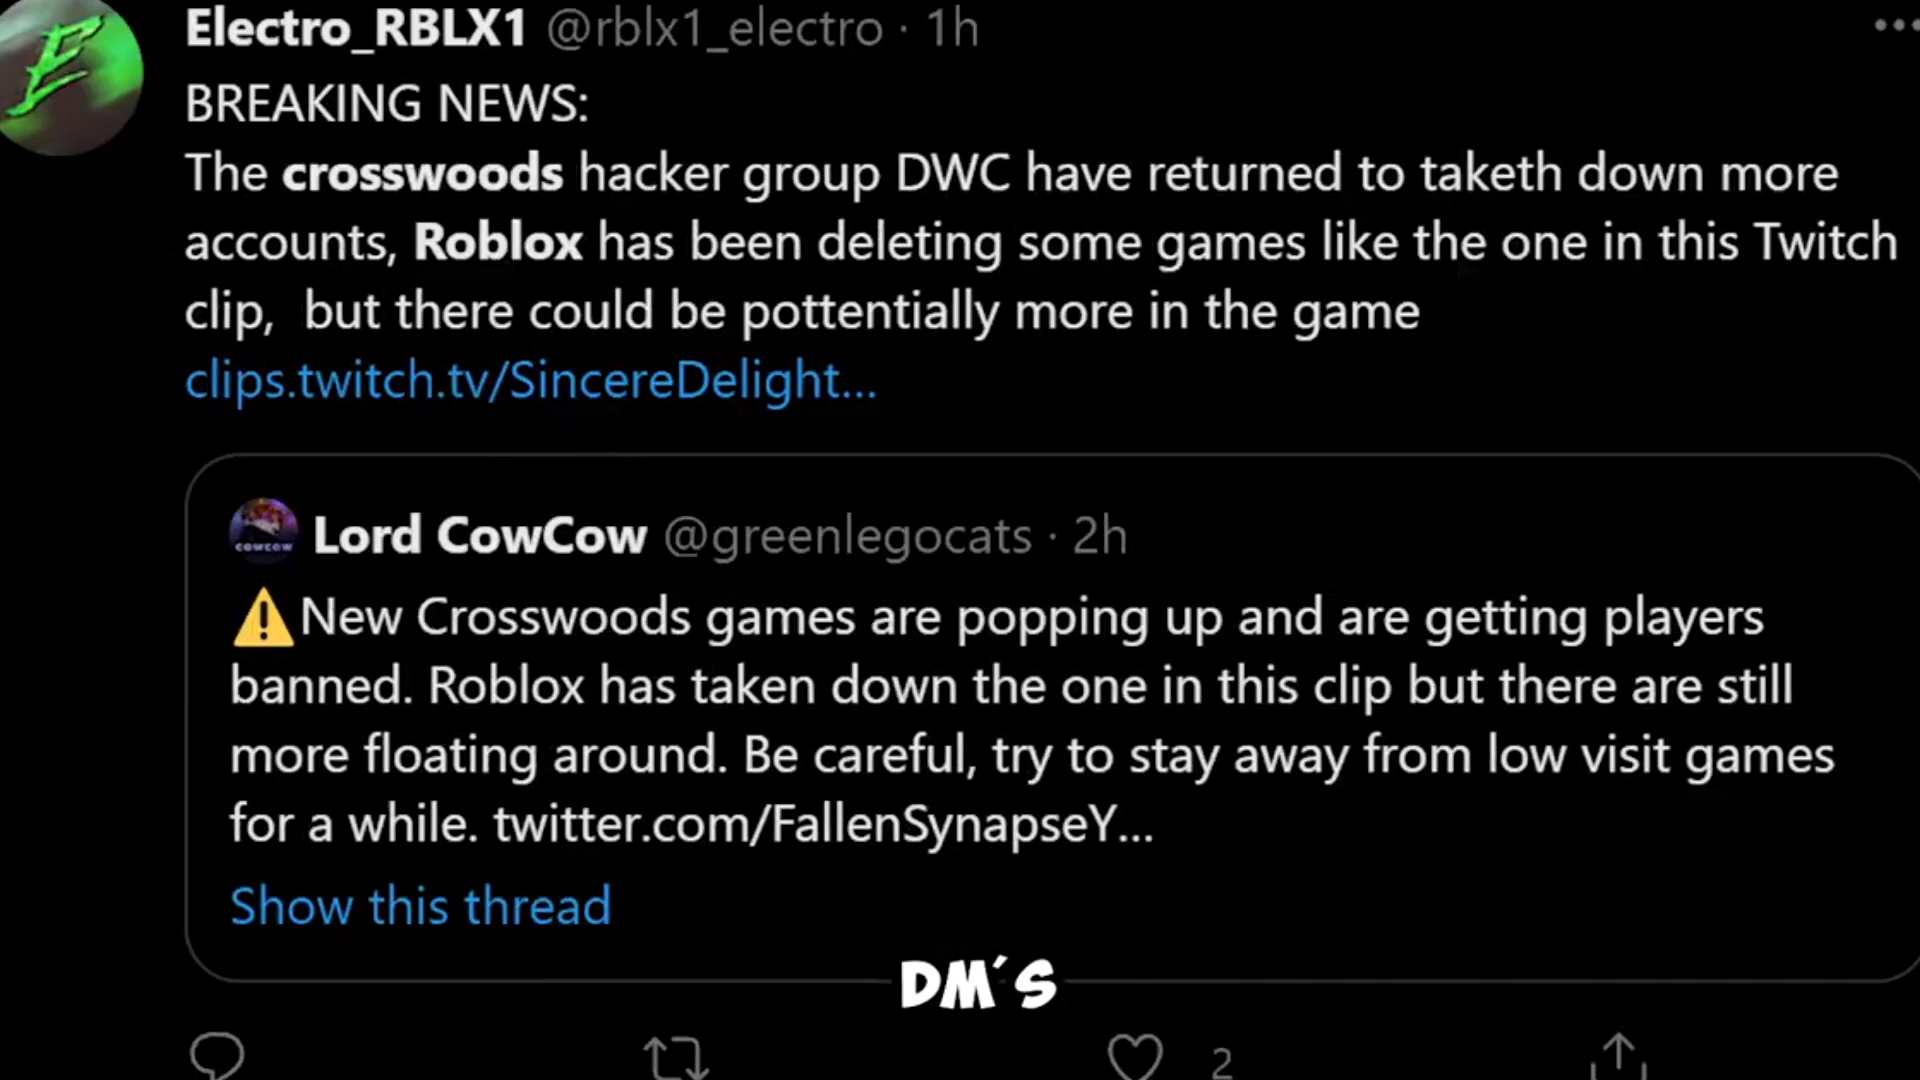 Electro_RBLX1 @rblx1_electro · 1h
BREAKING NEWS:
The crosswoods hacker group DWC have returned to taketh down more
accounts, Roblox has been deleting some games like the one in this Twitch
clip,  but there could be pottentially more in the game
clips.twitch.tv/SincereDelight...
COWCOW
Lord CowCow @greenlegocats · 2h
⚠New Crosswoods games are popping up and are getting players
banned. Roblox has taken down the one in this clip but there are still
more floating around. Be careful, try to stay away from low visit games
for a while. twitter.com/FallenSynapseY...
Show this thread
DM´S
2